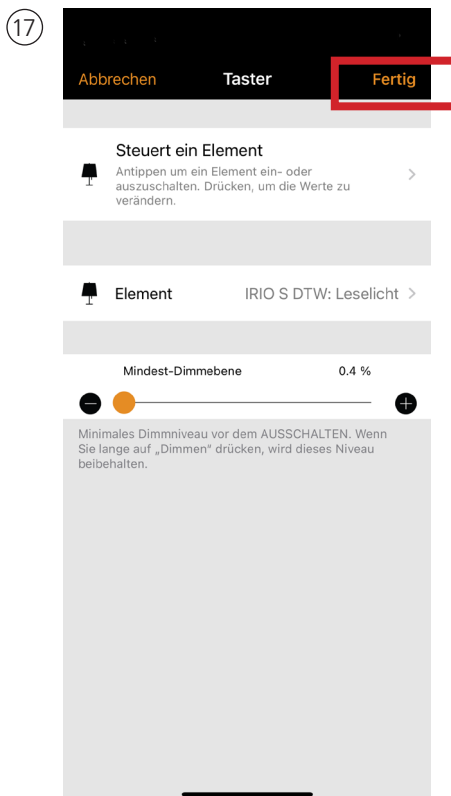 17
Abbrechen Taster Fertig
Steuert ein Element
Antippen um ein Element ein- oder
auszuschalten. Drücken, um die Werte zu
verändern.
Element IRIO S DTW: Leselicht
Mindest-Dimmebene 0.4 %
Minimales Dimmniveau vor dem AUSSCHALTEN. Wenn
Sie lange auf „Dimmen“ drücken, wird dieses Niveau
beibehalten.